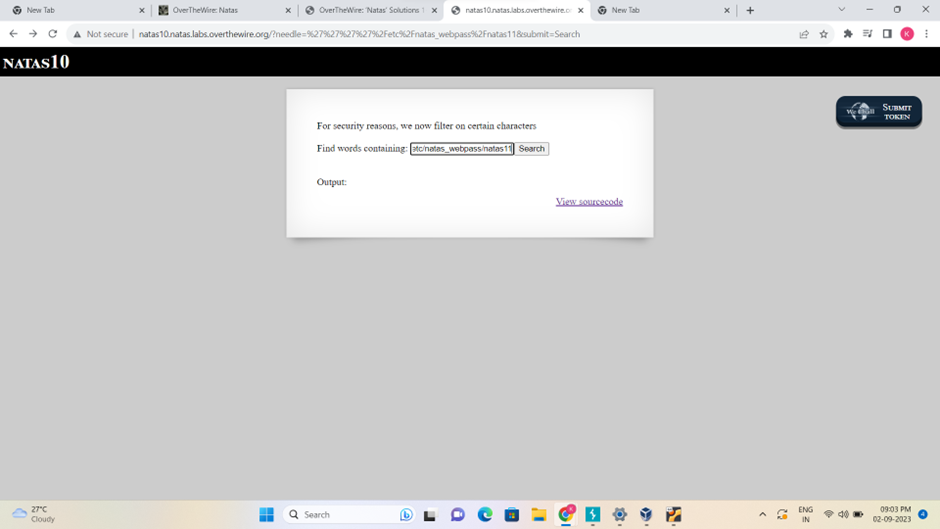 New Tab
OverTheWire: Natas
OverTheWire: 'Natas' Solutions 1
natas10.natas.labs.overthewire.o
New Tab
Not secure
natas10.natas.labs.overthewire.org/?needle=%27%27%27%27%2Fetc%2Fnatas_webpass%2Fnatas11&submit=Search
K
NATAS10
SUBMIT
TOKEN
For security reasons, we now filter on certain characters
Find words containing: etc/natas_webpass/natas11 Search
Output:
View sourcecode
27°C
Cloudy
Search
ENG
IN
09:03 PM
02-09-2023
4